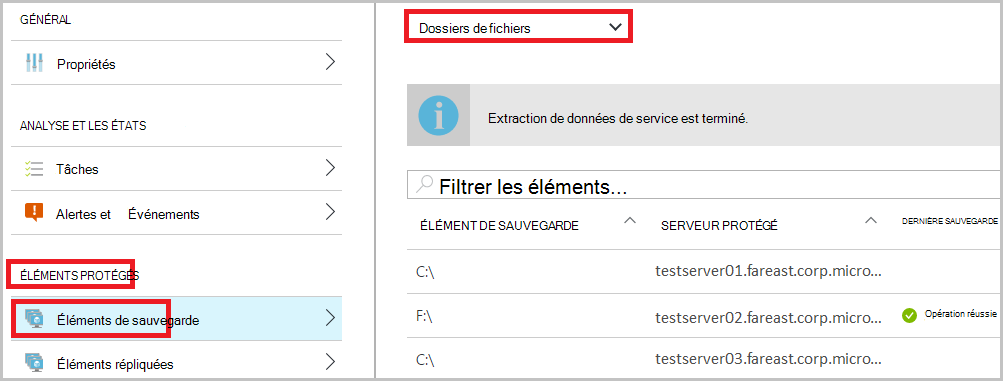 GÉNÉRAL
Propriétés
ANALYSE ET LES ÉTATS
Tâches
Alertes et Événements
ÉLÉMENTS PROTÉGÉS
Éléments de sauvegarde
Éléments répliquées
Dossiers de fichiers
Extraction de données de service est terminé.
Filtrer les éléments...
ÉLÉMENT DE SAUVEGARDE SERVEUR PROTÉGÉ DERNIÈRE SAUVEGARDE
C:\ testserver01.fareast.corp.micro...
F:\ testserver02.fareast.corp.micro... Opération réussie
C:\ testserver03.fareast.corp.micro...